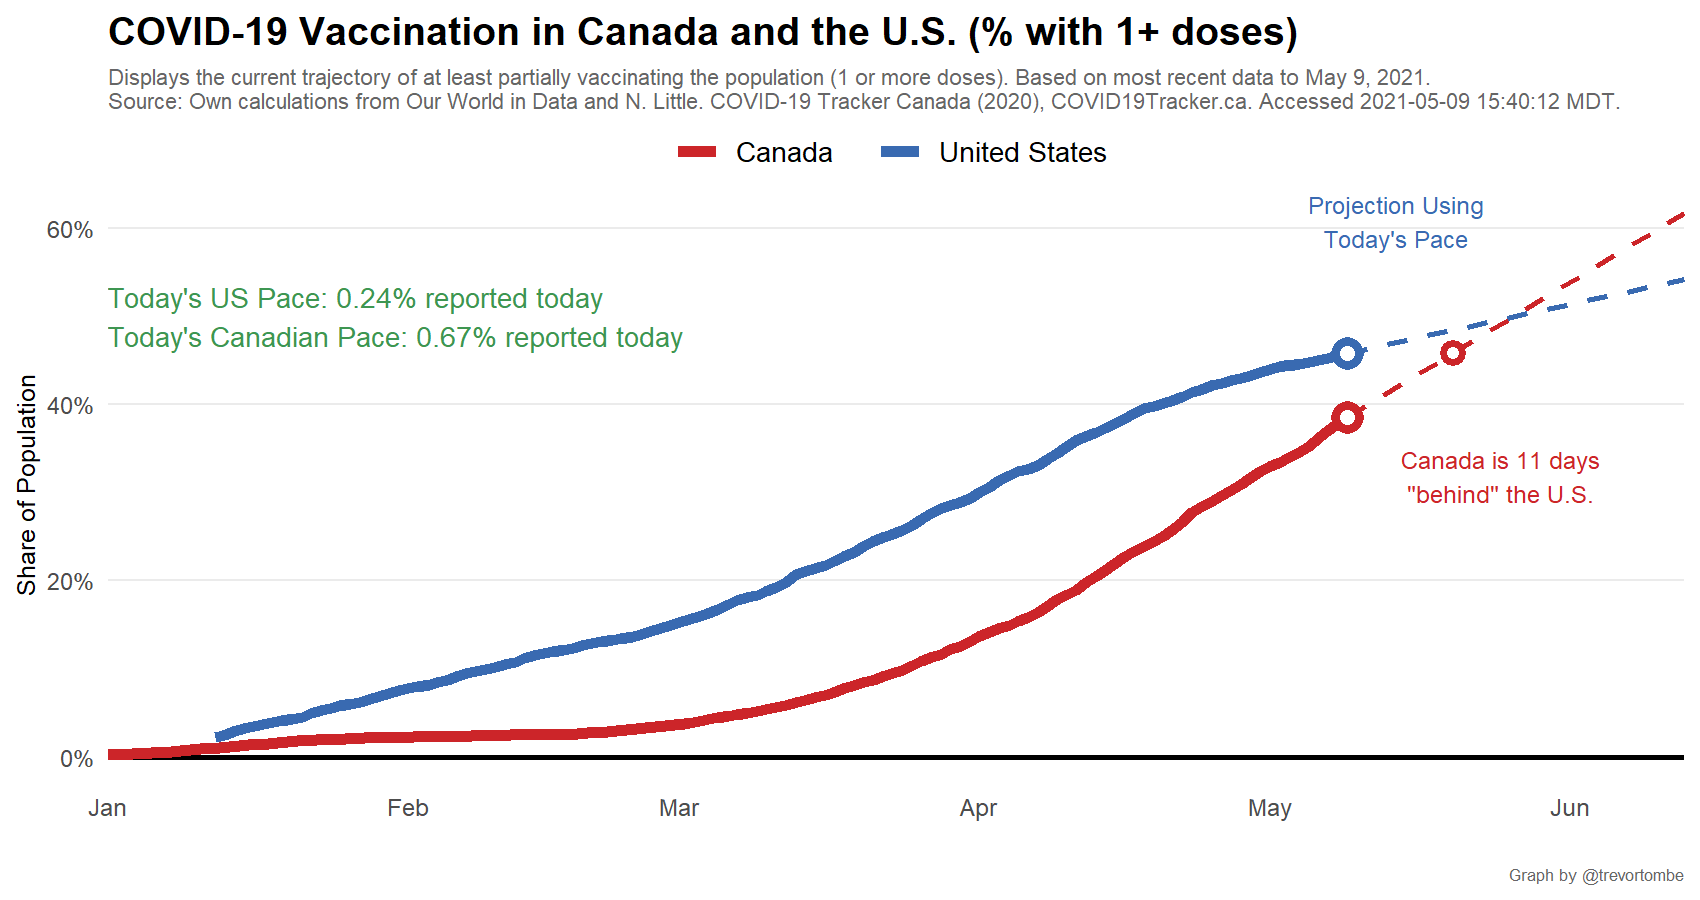 COVID-19 Vaccination in Canada and the U.S. (% with 1+ doses)
Displays the current trajectory of at least partially vaccinating the population (1 or more doses). Based on most recent data to May 9, 2021.
Source: Own calculations from Our World in Data and N. Little. COVID-19 Tracker Canada (2020), COVID19Tracker.ca. Accessed 2021-05-09 15:40:12 MDT.
Canada
United States
Projection Using
Today's Pace
60%
Today's US Pace: 0.24% reported today
Today's Canadian Pace: 0.67% reported today
40%
Canada is 11 days
"behind" the U.S.
Share of Population
20%
0%
Jan
Feb
Mar
Apr
May
Jun
Graph by @trevortombe